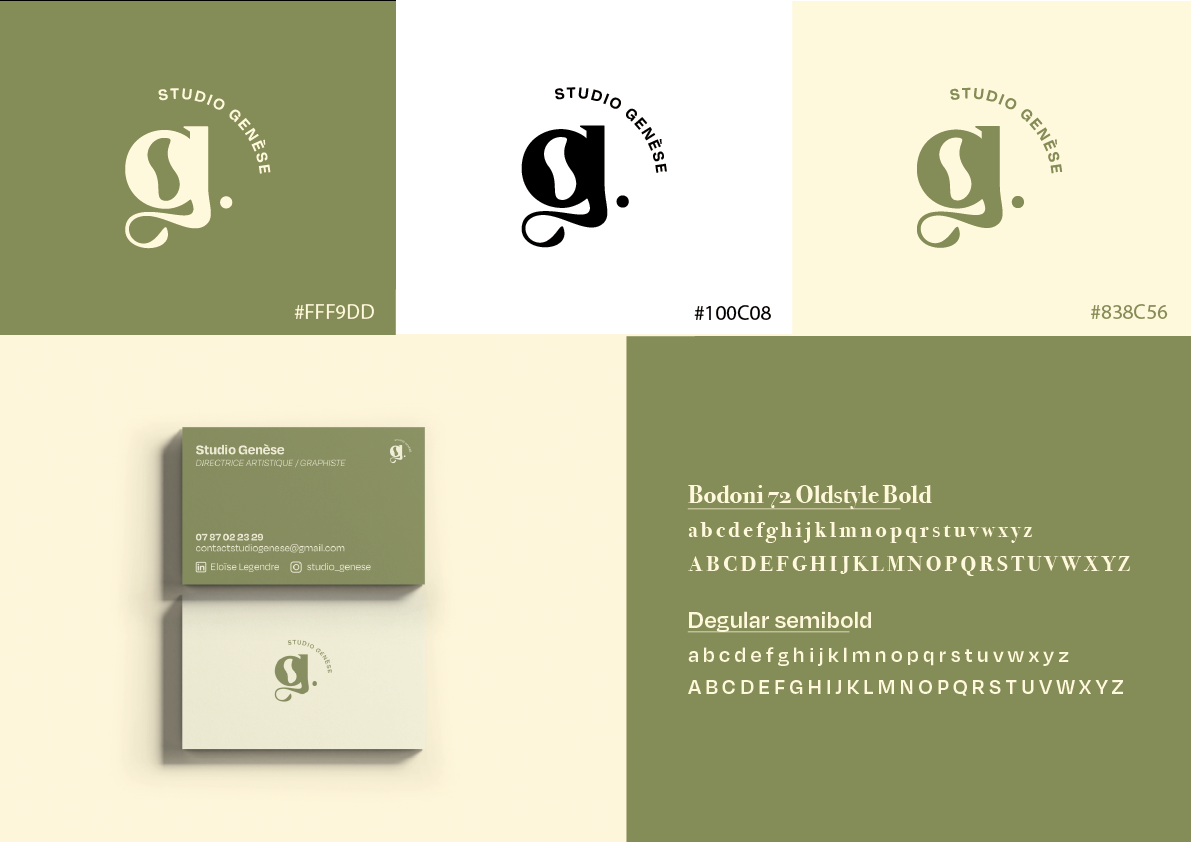 STUDIO GENÈSE
g.
#FFF9DD
STUDIO GENÈSE
g.
#100C08
STUDIO GENÈSE
g.
#838C56
Studio Genèse
DIRECTRICE ARTISTIQUE / GRAPHISTE
g.
07 87 02 23 29
contactstudiogenese@gmail.com
in Eloïse Legendre studio_genese
STUDIO GENÈSE
g.
Bodoni 72 Oldstyle Bold
a b c d e f g h i j k l m n o p q r s t u v w x y z
A B C D E F G H I J K L M N O P Q R S T U V W X Y Z
Degular semibold
a b c d e f g h i j k l m n o p q r s t u v w x y z
A B C D E F G H I J K L M N O P Q R S T U V W X Y Z